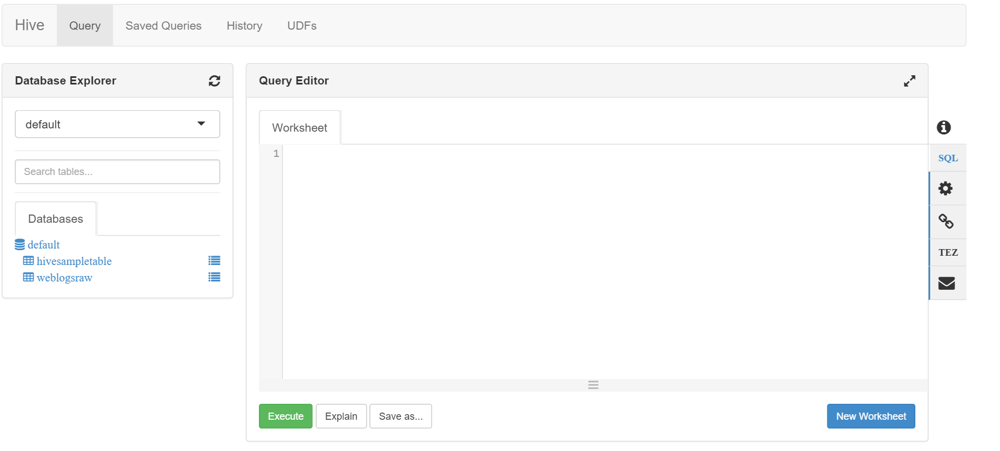 Hive Query Saved Queries History UDFs
Database Explorer
default
Search tables...
Databases
default
hivesampletable
weblogsraw
Query Editor
Worksheet
1
Execute Explain Save as... New Worksheet
SQL
TEZ